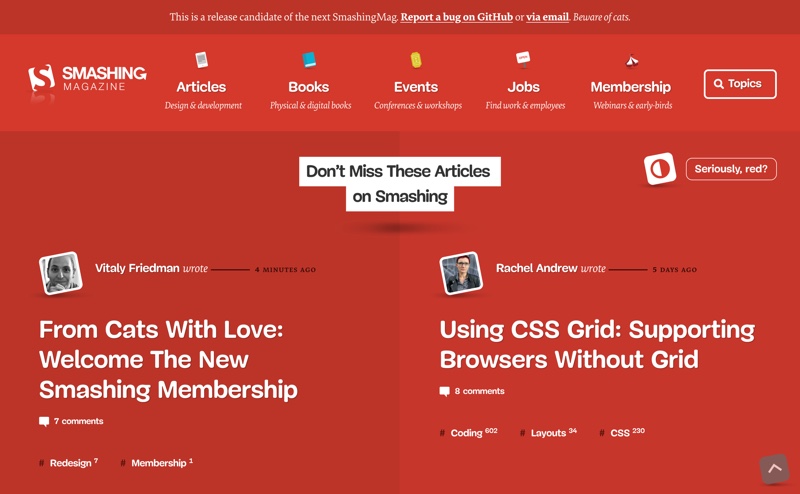 This is a release candidate of the next SmashingMag. Report a bug on GitHub or via email. Beware of cats.
SMASHING
MAGAZINE
Articles
Design & development
Books
Physical & digital books
Events
Conferences & workshops
Jobs
Find work & employees
Membership
Webinars & early-birds
Topics
Don’t Miss These Articles
on Smashing
Seriously, red?
Vitaly Friedman wrote 4 MINUTES AGO
From Cats With Love:
Welcome The New
Smashing Membership
7 comments
# Redesign 7 # Membership 1
Rachel Andrew wrote 5 DAYS AGO
Using CSS Grid: Supporting
Browsers Without Grid
8 comments
# Coding 602 # Layouts 34 # CSS 230